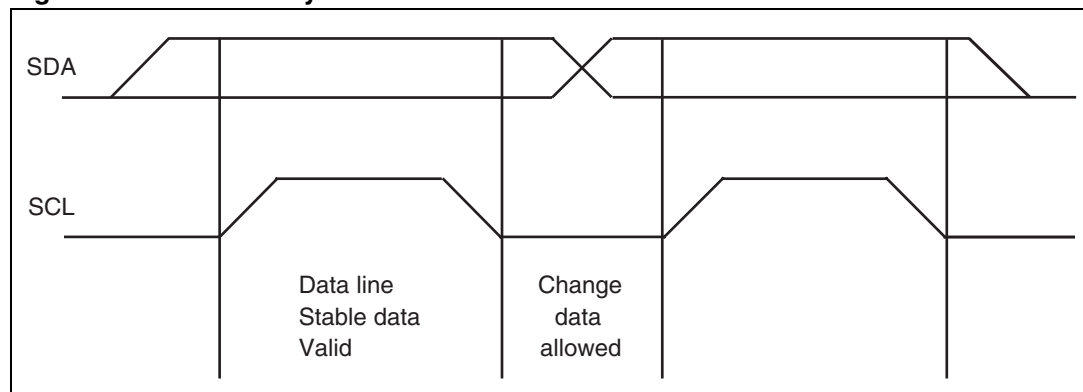 SDA
SCL
Data line
Stable data
Valid
Change
data
allowed